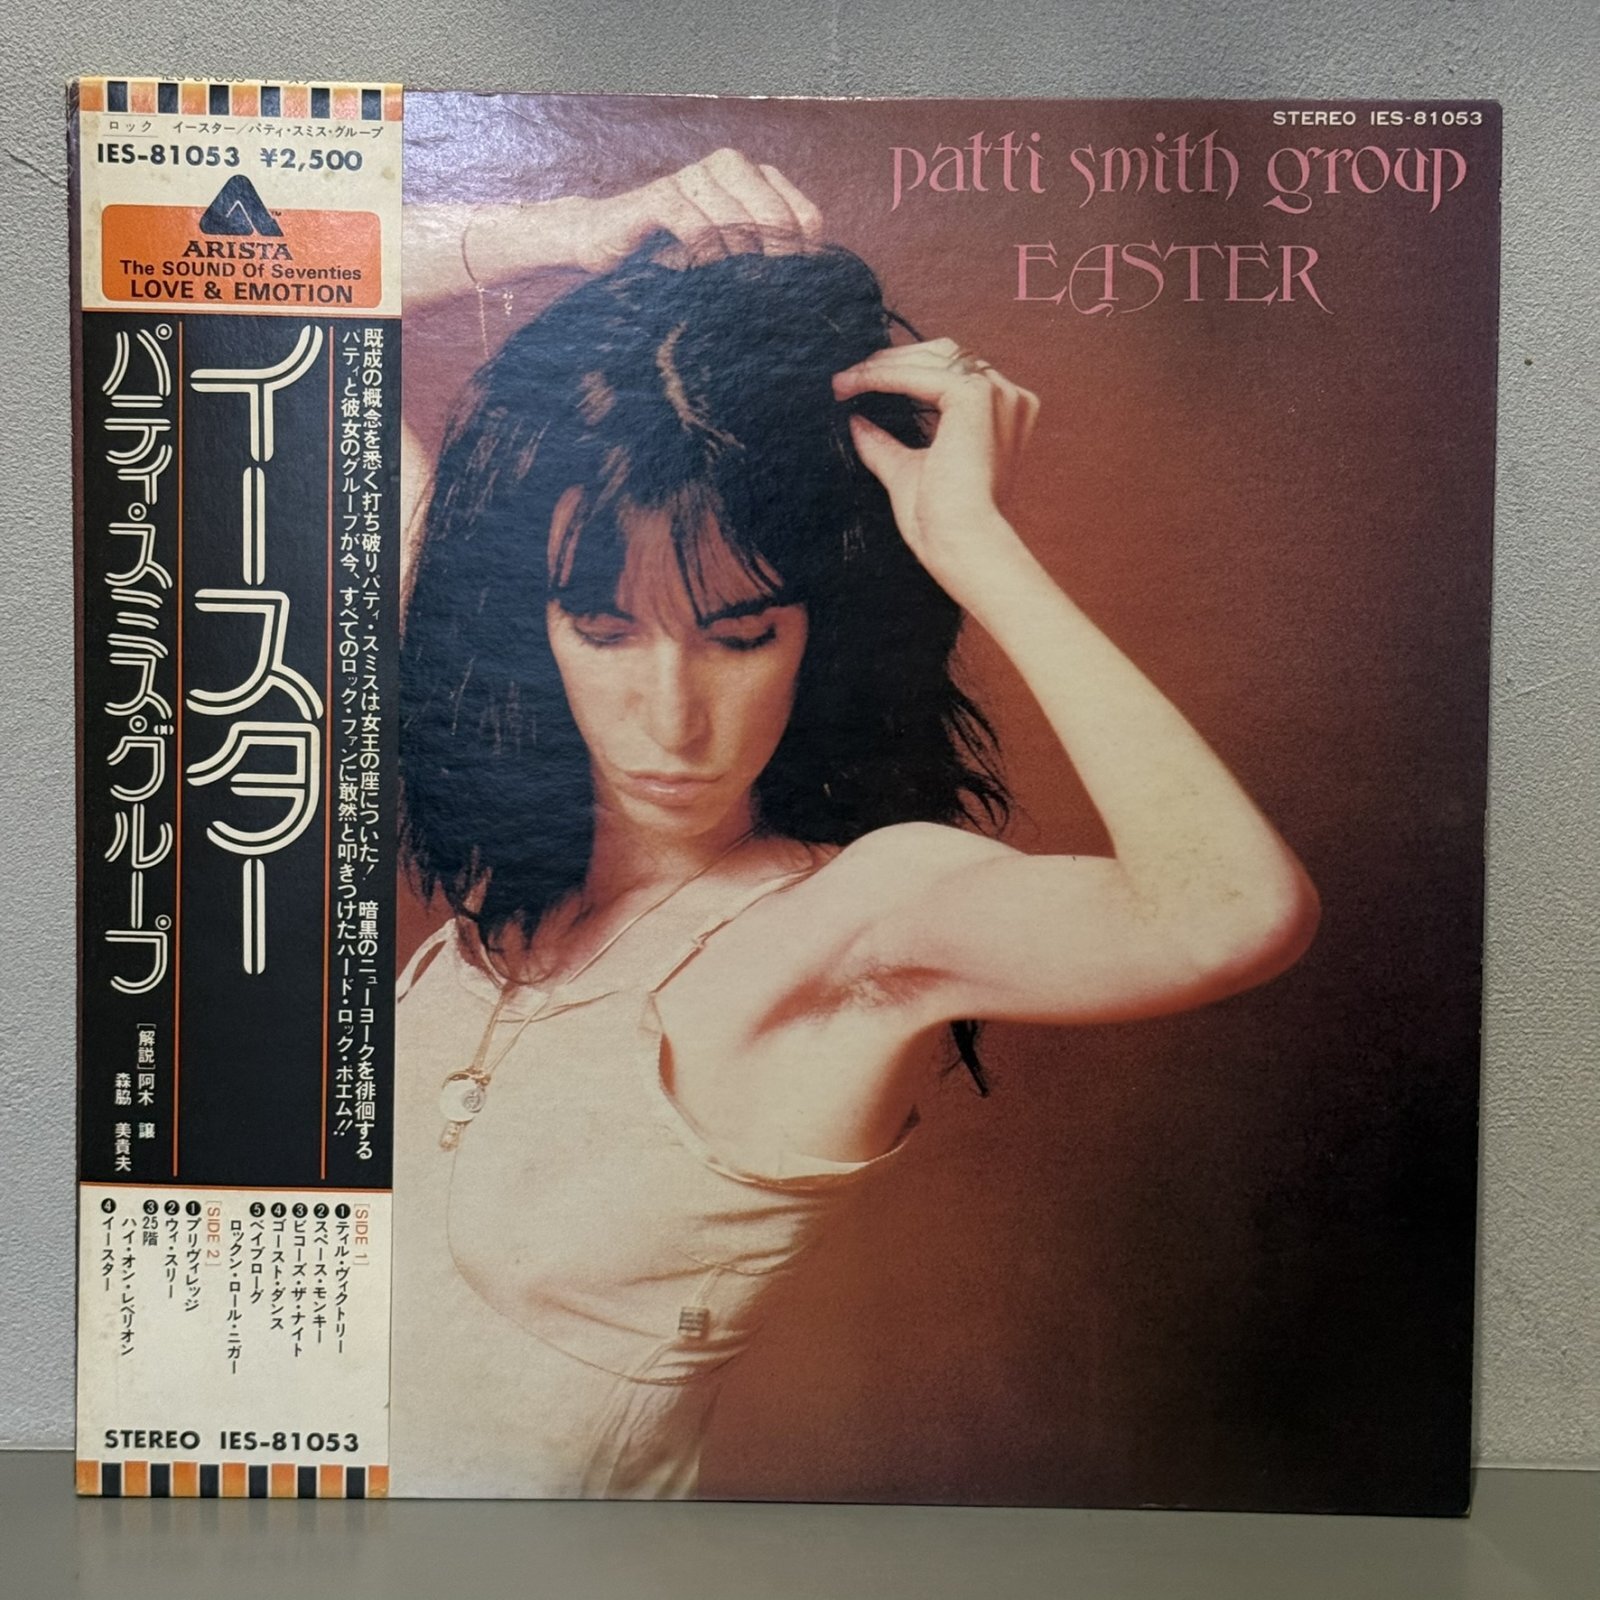 IES-81053 イースター
ロック イースター/パティ・スミス・グループ
IES-81053 ¥2,500
ARISTA™
The SOUND Of Seventies
LOVE & EMOTION
既成の概念を悉く打ち破りパティ・スミスは女王の座についた! 暗黒のニューヨークを徘徊する
パティと彼女のグループが今、すべてのロック・ファンに敢然と叩きつけたハード・ロック・ポエム!!
イースター
パティ・スミス・グループ
[解説]阿木 譲
森脇 美貴夫
[SIDE 1]
❶ティル・ヴィクトリー
❷スペース・モンキー
❸ビコーズ・ザ・ナイト
❹ゴースト・ダンス
❺ベイブローグ
ロックン・ロール・ニガー
[SIDE 2]
❶プリヴィレッジ
❷ウィ・スリー
❸25階
ハイ・オン・レベリオン
❹イースター
STEREO IES-81053
STEREO IES-81053
patti smith group
EASTER